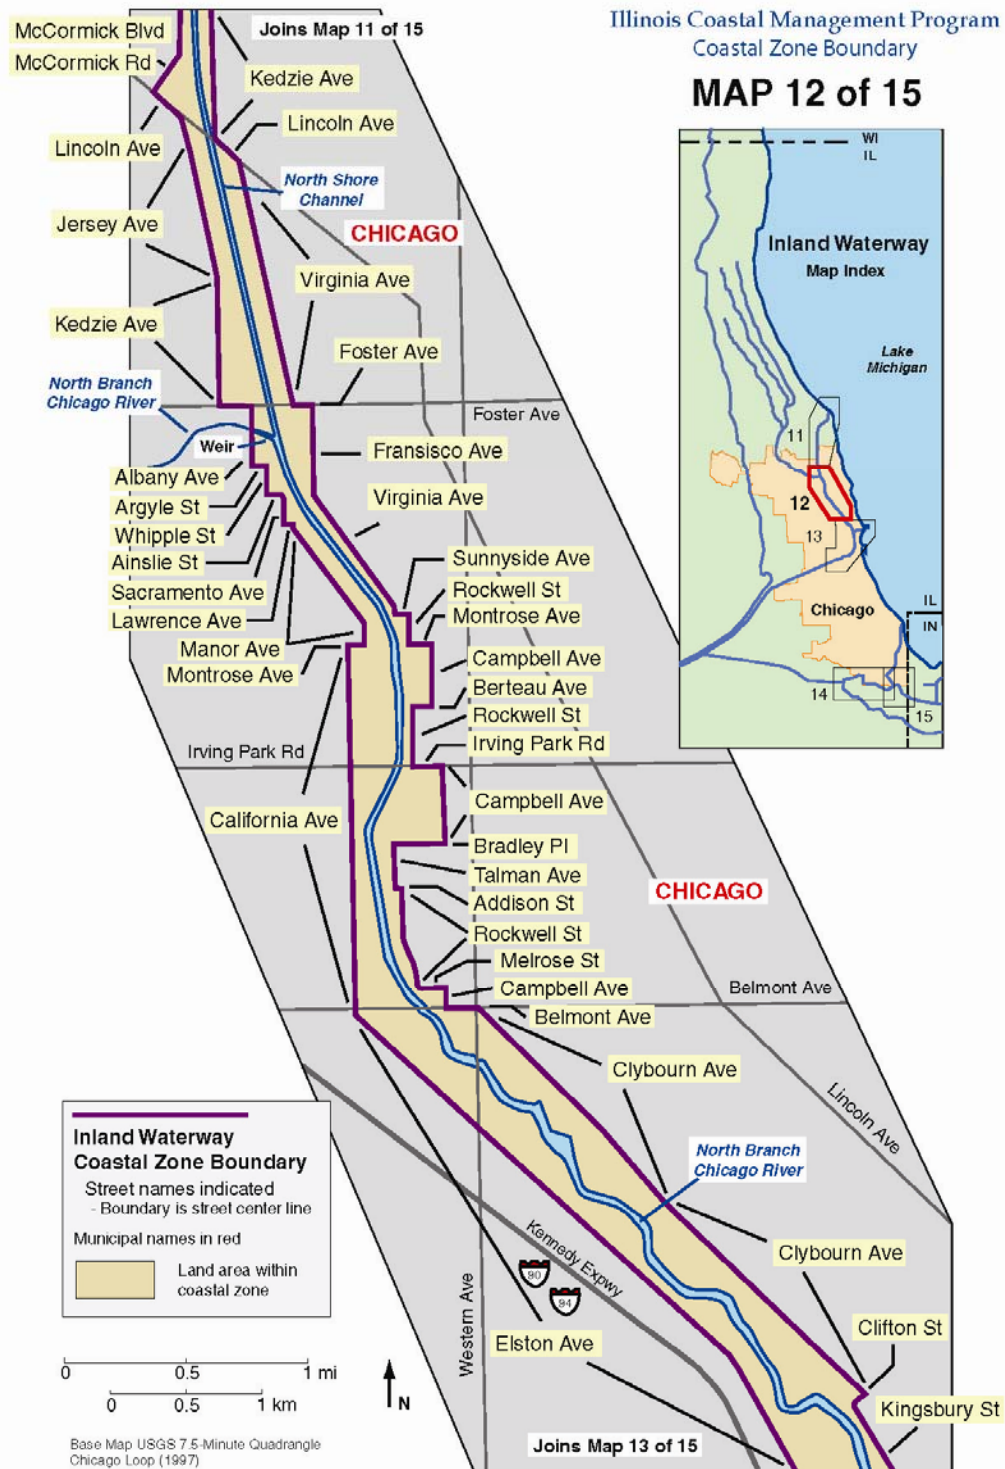 Illinois Coastal Management Program
Coastal Zone Boundary
MAP 12 of 15
McCormick Blvd
Joins Map 11 of 15
McCormick Rd
Kedzie Ave
Lincoln Ave
Lincoln Ave
North Shore
Channel
CHICAGO
Jersey Ave
Virginia Ave
Kedzie Ave
Foster Ave
North Branch
Chicago River
Foster Ave
Weir
Fransisco Ave
Albany Ave
Virginia Ave
Argyle St
Whipple St
Ainslie St
Sunnyside Ave
Sacramento Ave
Rockwell St
Lawrence Ave
Montrose Ave
Manor Ave
Montrose Ave
Campbell Ave
Berteau Ave
Rockwell St
Irving Park Rd
Irving Park Rd
Campbell Ave
California Ave
Bradley Pl
Talman Ave
CHICAGO
Addison St
Rockwell St
Melrose St
Campbell Ave
Belmont Ave
Belmont Ave
Clybourn Ave
Lincoln Ave
North Branch
Chicago River
Clybourn Ave
Kennedy Expwy
90
94
Western Ave
Elston Ave
Clifton St
Kingsbury St
Joins Map 13 of 15
WI
IL
Inland Waterway
Map Index
Lake
Michigan
11
12
13
Chicago
IL
IN
14
15
Inland Waterway
Coastal Zone Boundary
Street names indicated
- Boundary is street center line
Municipal names in red
Land area within
coastal zone
0 0.5 1 mi
0 0.5 1 km
N
Base Map USGS 7.5-Minute Quadrangle
Chicago Loop (1997)